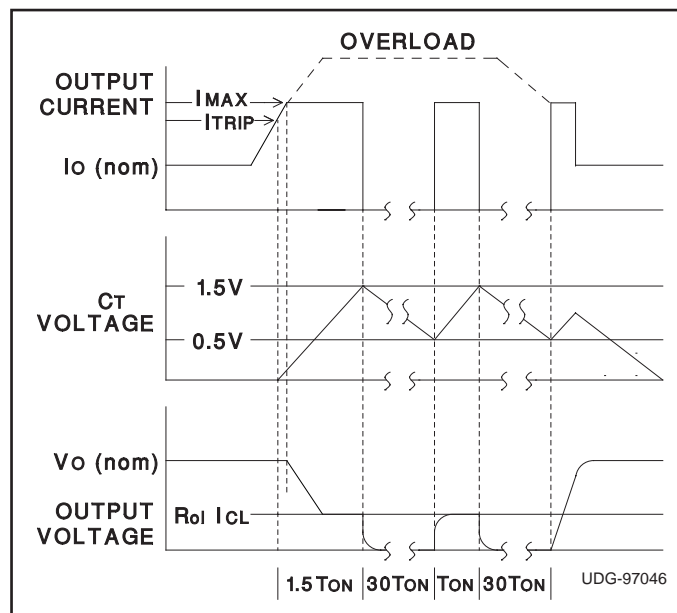 OVERLOAD
OUTPUT
CURRENT
IMAX
ITRIP
IO (nom)
CT
VOLTAGE
1.5V
0.5V
VO (nom)
OUTPUT
VOLTAGE
Rol ICL
1.5TON 30TON TON 30TON
UDG-97046